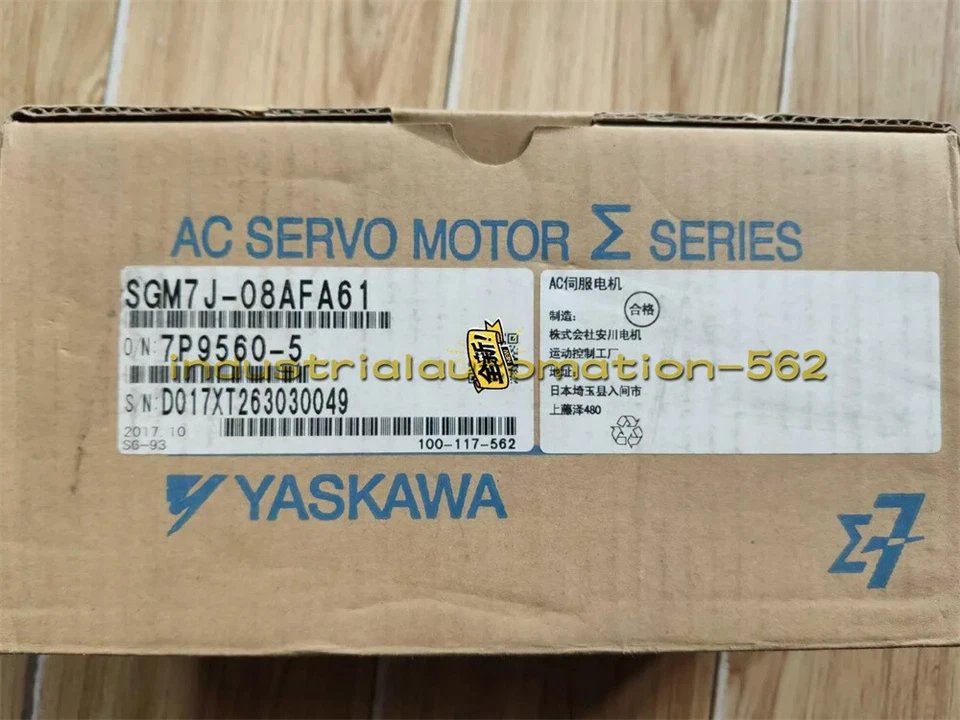 AC SERVO MOTOR Σ SERIES
SGM7J-08AFA61
O/N: 7P9560-5
S/N: D017XT263030049
2017.10
SG-93
100-117-562
AC伺服电机
合格
制造:
株式会社安川电机
运动控制工厂
地址:
日本埼玉县入间市
上藤泽480
全新!
industrialautomation-562
YASKAWA
Σ7